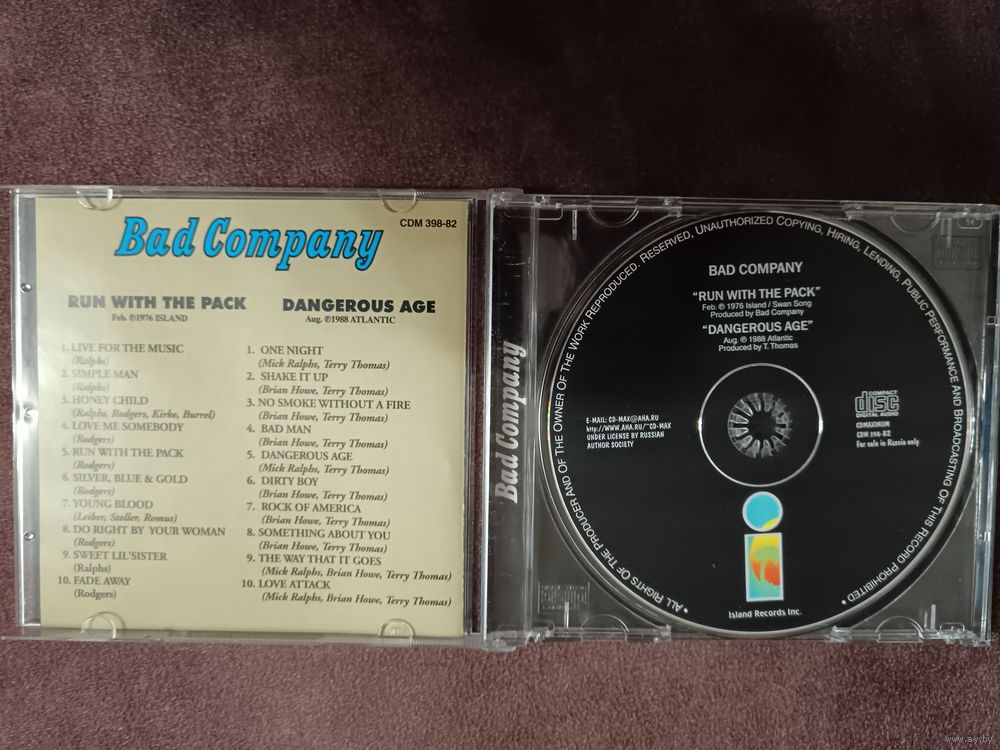 Bad Company
CDM 398-82
RUN WITH THE PACK
Feb. ℗1976 ISLAND
1. LIVE FOR THE MUSIC
(Ralphs)
2. SIMPLE MAN
(Ralphs)
3. HONEY CHILD
(Ralphs, Rodgers, Kirke, Burrel)
4. LOVE ME SOMEBODY
(Rodgers)
5. RUN WITH THE PACK
(Rodgers)
6. SILVER, BLUE & GOLD
(Rodgers)
7. YOUNG BLOOD
(Leiber, Stoller, Romus)
8. DO RIGHT BY YOUR WOMAN
(Rodgers)
9. SWEET LIL'SISTER
(Ralphs)
10. FADE AWAY
(Rodgers)
DANGEROUS AGE
Aug. ℗1988 ATLANTIC
1. ONE NIGHT
(Mick Ralphs, Terry Thomas)
2. SHAKE IT UP
(Brian Howe, Terry Thomas)
3. NO SMOKE WITHOUT A FIRE
(Brian Howe, Terry Thomas)
4. BAD MAN
(Brian Howe, Terry Thomas)
5. DANGEROUS AGE
(Mick Ralphs, Terry Thomas)
6. DIRTY BOY
(Brian Howe, Terry Thomas)
7. ROCK OF AMERICA
(Brian Howe, Terry Thomas)
8. SOMETHING ABOUT YOU
(Brian Howe, Terry Thomas)
9. THE WAY THAT IT GOES
(Mick Ralphs, Brian Howe, Terry Thomas)
10. LOVE ATTACK
(Mick Ralphs, Brian Howe, Terry Thomas)
Bad Company
• ALL RIGHTS OF THE PRODUCER AND OF THE OWNER OF THE WORK REPRODUCED. RESERVED, UNAUTHORIZED COPYING, HIRING, LENDING, PUBLIC PERFORMANCE AND BROADCASTING OF THIS RECORD PROHIBITED •
BAD COMPANY
"RUN WITH THE PACK"
Feb. ℗ 1976 Island / Swan Song
Produced by Bad Company
"DANGEROUS AGE"
Aug. ℗ 1988 Atlantic
Produced by T. Thomas
E-MAIL: CD-MAX@AHA.RU
http://WWW.AHA.RU/~CD-MAX
UNDER LICENSE BY RUSSIAN
AUTHOR SOCIETY
COMPACT
disc
DIGITAL AUDIO
CDMAXIMUM
CDM 398-82
For sale in Russia only
Island Records Inc.
www.ay.by